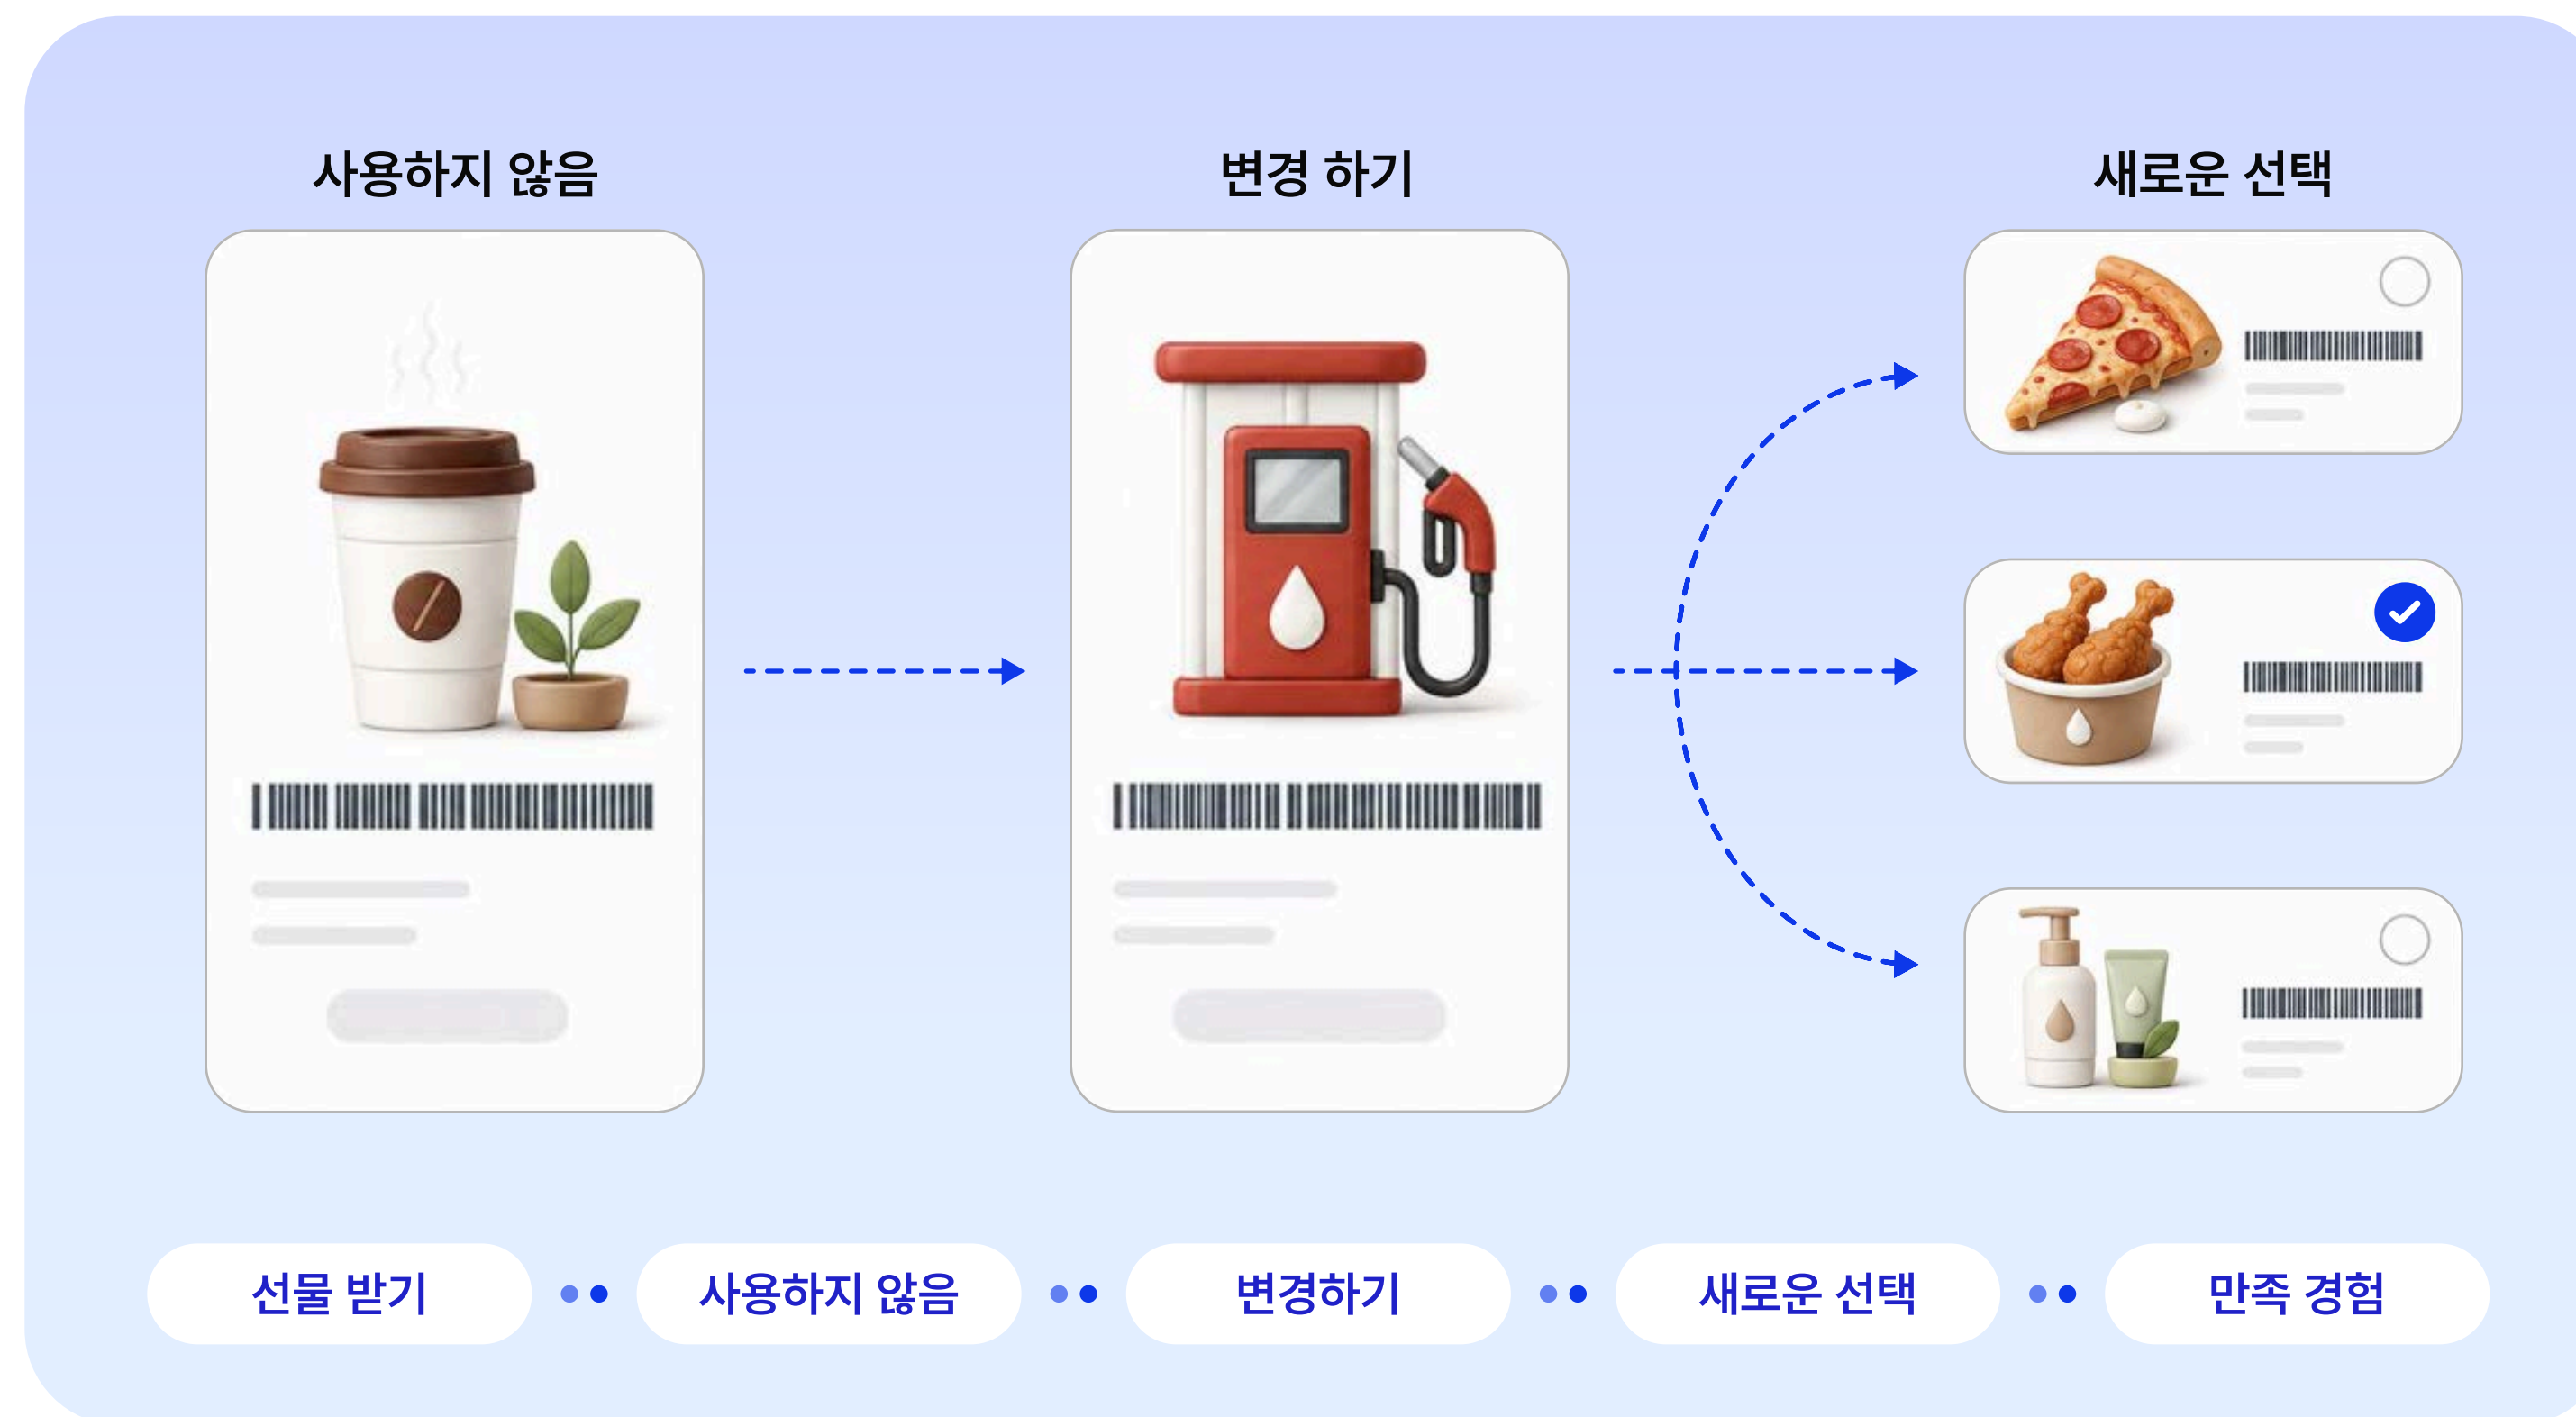 사용하지 않음
변경 하기
새로운 선택
선물 받기
사용하지 않음
변경하기
새로운 선택
만족 경험